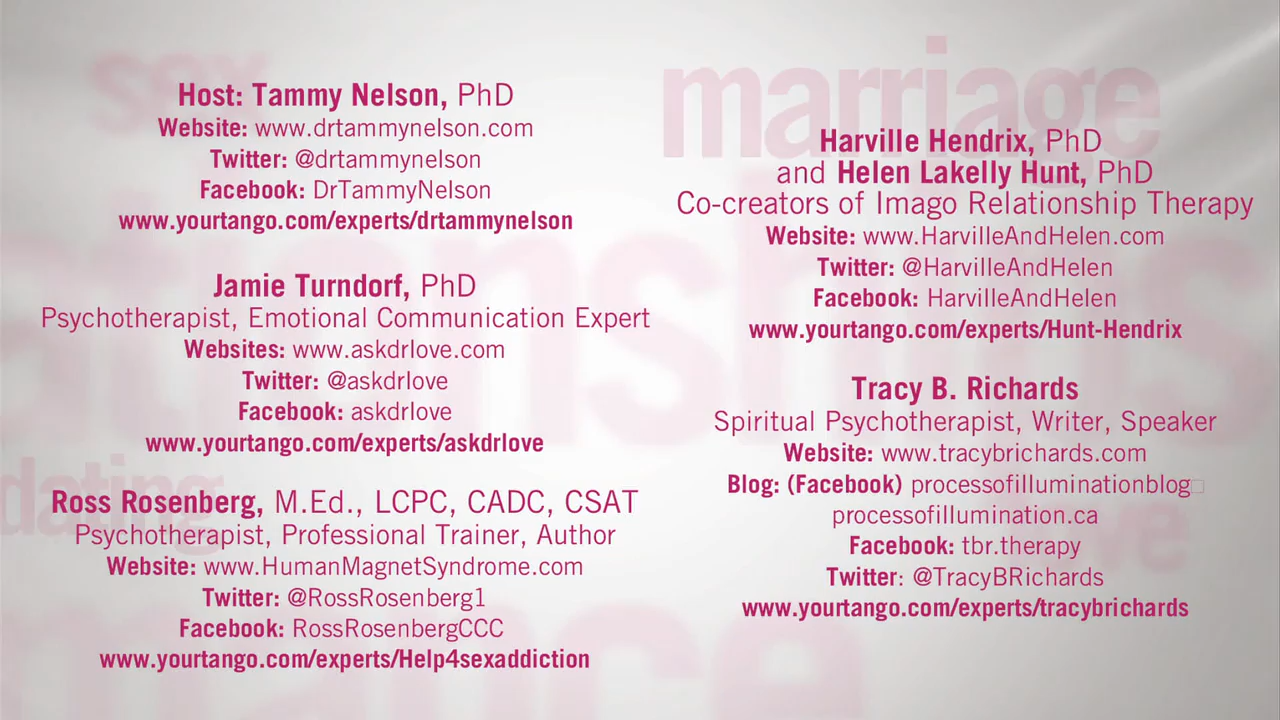 sex
Host: Tammy Nelson, PhD
Website: www.drtammynelson.com
Twitter: @drtammynelson
Facebook: DrTammyNelson
www.yourtango.com/experts/drtammynelson
Jamie Turndorf, PhD
Psychotherapist, Emotional Communication Expert
Websites: www.askdrlove.com
Twitter: @askdrlove
Facebook: askdrlove
www.yourtango.com/experts/askdrlove
dating
Ross Rosenberg, M.Ed., LCPC, CADC, CSAT
Psychotherapist, Professional Trainer, Author
Website: www.HumanMagnetSyndrome.com
Twitter: @RossRosenberg1
Facebook: RossRosenbergCCC
www.yourtango.com/experts/Help4sexaddiction
marriage
Harville Hendrix, PhD
and Helen Lakelly Hunt, PhD
Co-creators of Imago Relationship Therapy
Website: www.HarvilleAndHelen.com
Twitter: @HarvilleAndHelen
Facebook: HarvilleAndHelen
www.yourtango.com/experts/Hunt-Hendrix
Tracy B. Richards
Spiritual Psychotherapist, Writer, Speaker
Website: www.tracybrichards.com
Blog: (Facebook) processofilluminationblog□
processofillumination.ca
Facebook: tbr.therapy
Twitter: @TracyBRichards
www.yourtango.com/experts/tracybrichards